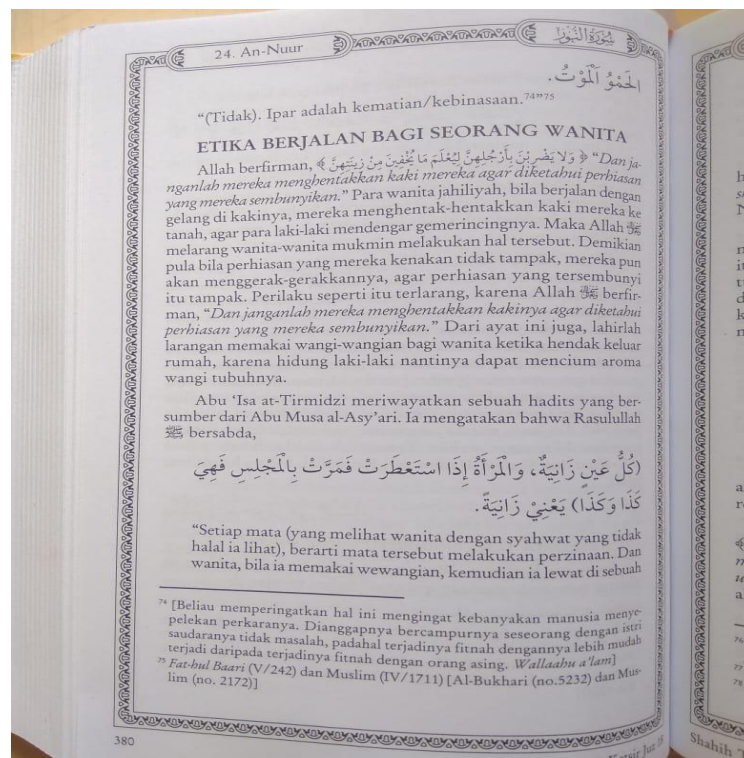 24. An-Nuur
سُورَةُ النُّورِ
الْحَمْوُ الْمَوْتُ.
“(Tidak). Ipar adalah kematian/kebinasaan.⁷⁴”⁷⁵
ETIKA BERJALAN BAGI SEORANG WANITA
Allah berfirman, ﴿ وَلَا يَضْرِبْنَ بِأَرْجُلِهِنَّ لِيُعْلَمَ مَا يُخْفِينَ مِنْ زِينَتِهِنَّ ﴾ “Dan ja-
nganlah mereka menghentakkan kaki mereka agar diketahui perhiasan
yang mereka sembunyikan.” Para wanita jahiliyah, bila berjalan dengan
gelang di kakinya, mereka menghentak-hentakkan kaki mereka ke
tanah, agar para laki-laki mendengar gemerincingnya. Maka Allah ﷻ
melarang wanita-wanita mukmin melakukan hal tersebut. Demikian
pula bila perhiasan yang mereka kenakan tidak tampak, mereka pun
akan menggerak-gerakkannya, agar perhiasan yang tersembunyi
itu tampak. Perilaku seperti itu terlarang, karena Allah ﷻ berfir-
man, “Dan janganlah mereka menghentakkan kakinya agar diketahui
perhiasan yang mereka sembunyikan.” Dari ayat ini juga, lahirlah
larangan memakai wangi-wangian bagi wanita ketika hendak keluar
rumah, karena hidung laki-laki nantinya dapat mencium aroma
wangi tubuhnya.
Abu ‘Isa at-Tirmidzi meriwayatkan sebuah hadits yang ber-
sumber dari Abu Musa al-Asy’ari. Ia mengatakan bahwa Rasulullah
ﷺ bersabda,
(كُلُّ عَيْنٍ زَانِيَةٌ، وَالْمَرْأَةُ إِذَا اسْتَعْطَرَتْ فَمَرَّتْ بِالْمَجْلِسِ فَهِيَ
كَذَا وَكَذَا) يَعْنِيْ زَانِيَةً.
“Setiap mata (yang melihat wanita dengan syahwat yang tidak
halal ia lihat), berarti mata tersebut melakukan perzinaan. Dan
wanita, bila ia memakai wewangian, kemudian ia lewat di sebuah
⁷⁴ [Beliau memperingatkan hal ini mengingat kebanyakan manusia menye-
pelekan perkaranya. Dianggapnya bercampurnya seseorang dengan istri
saudaranya tidak masalah, padahal terjadinya fitnah dengannya lebih mudah
terjadi daripada terjadinya fitnah dengan orang asing. Wallaahu a’lam]
⁷⁵ Fat-hul Baari (V/242) dan Muslim (IV/1711) [Al-Bukhari (no.5232) dan Mus-
lim (no. 2172)]
380
Katsir Juz
Shahih
76
77
78